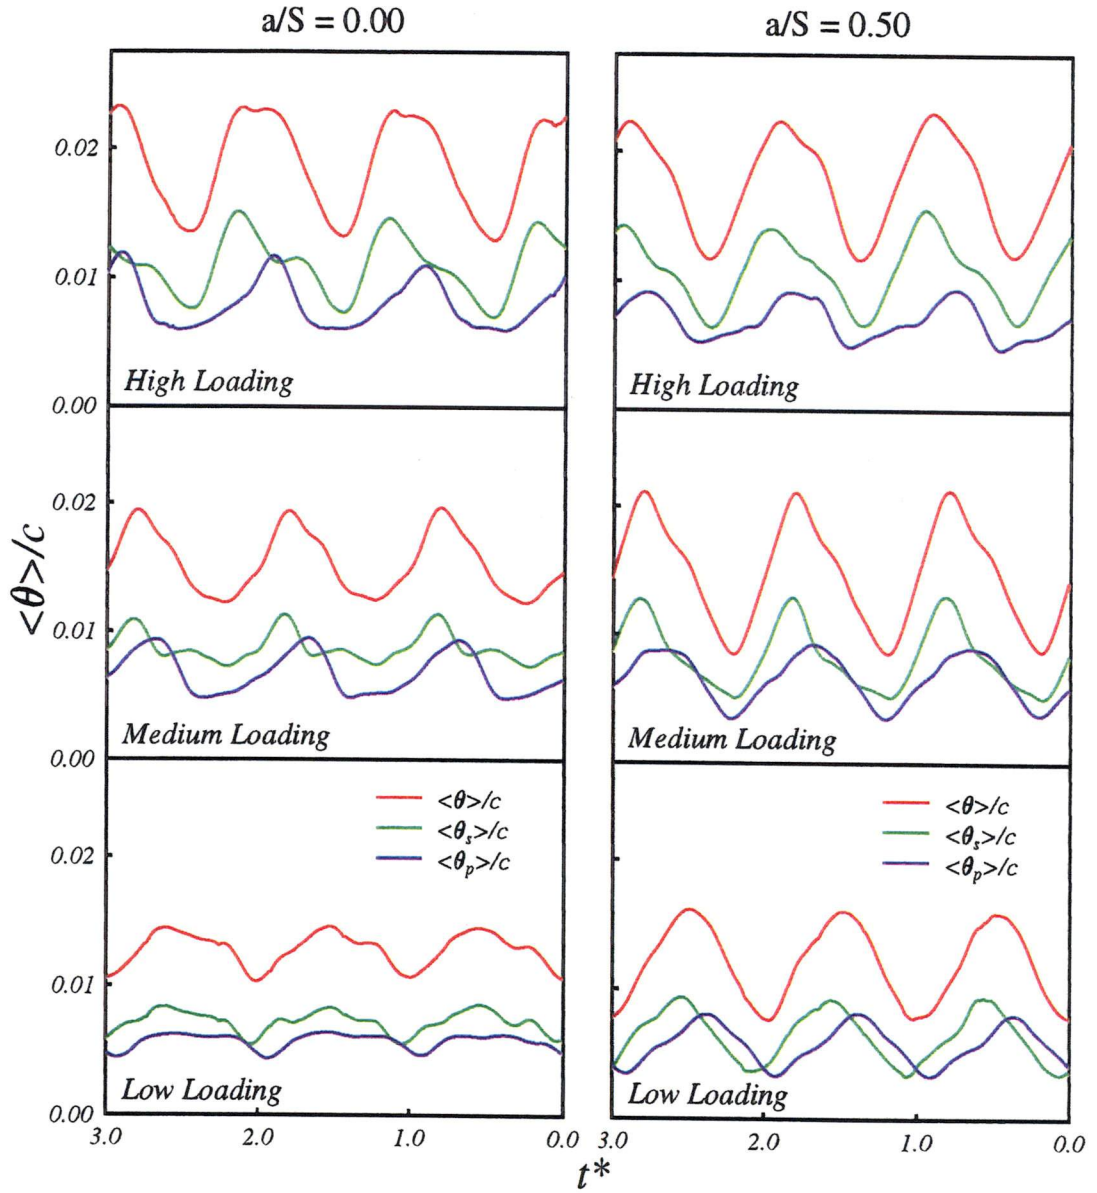 a/S = 0.00
a/S = 0.50
0.02
0.01
0.00
High Loading
High Loading
0.02
0.01
0.00
Medium Loading
Medium Loading
<θ>/c
<θ>/c
<θs>/c
<θp>/c
<θ>/c
<θs>/c
<θp>/c
0.02
0.01
0.00
Low Loading
Low Loading
3.0 2.0 1.0 0.0 3.0 2.0 1.0 0.0
t*